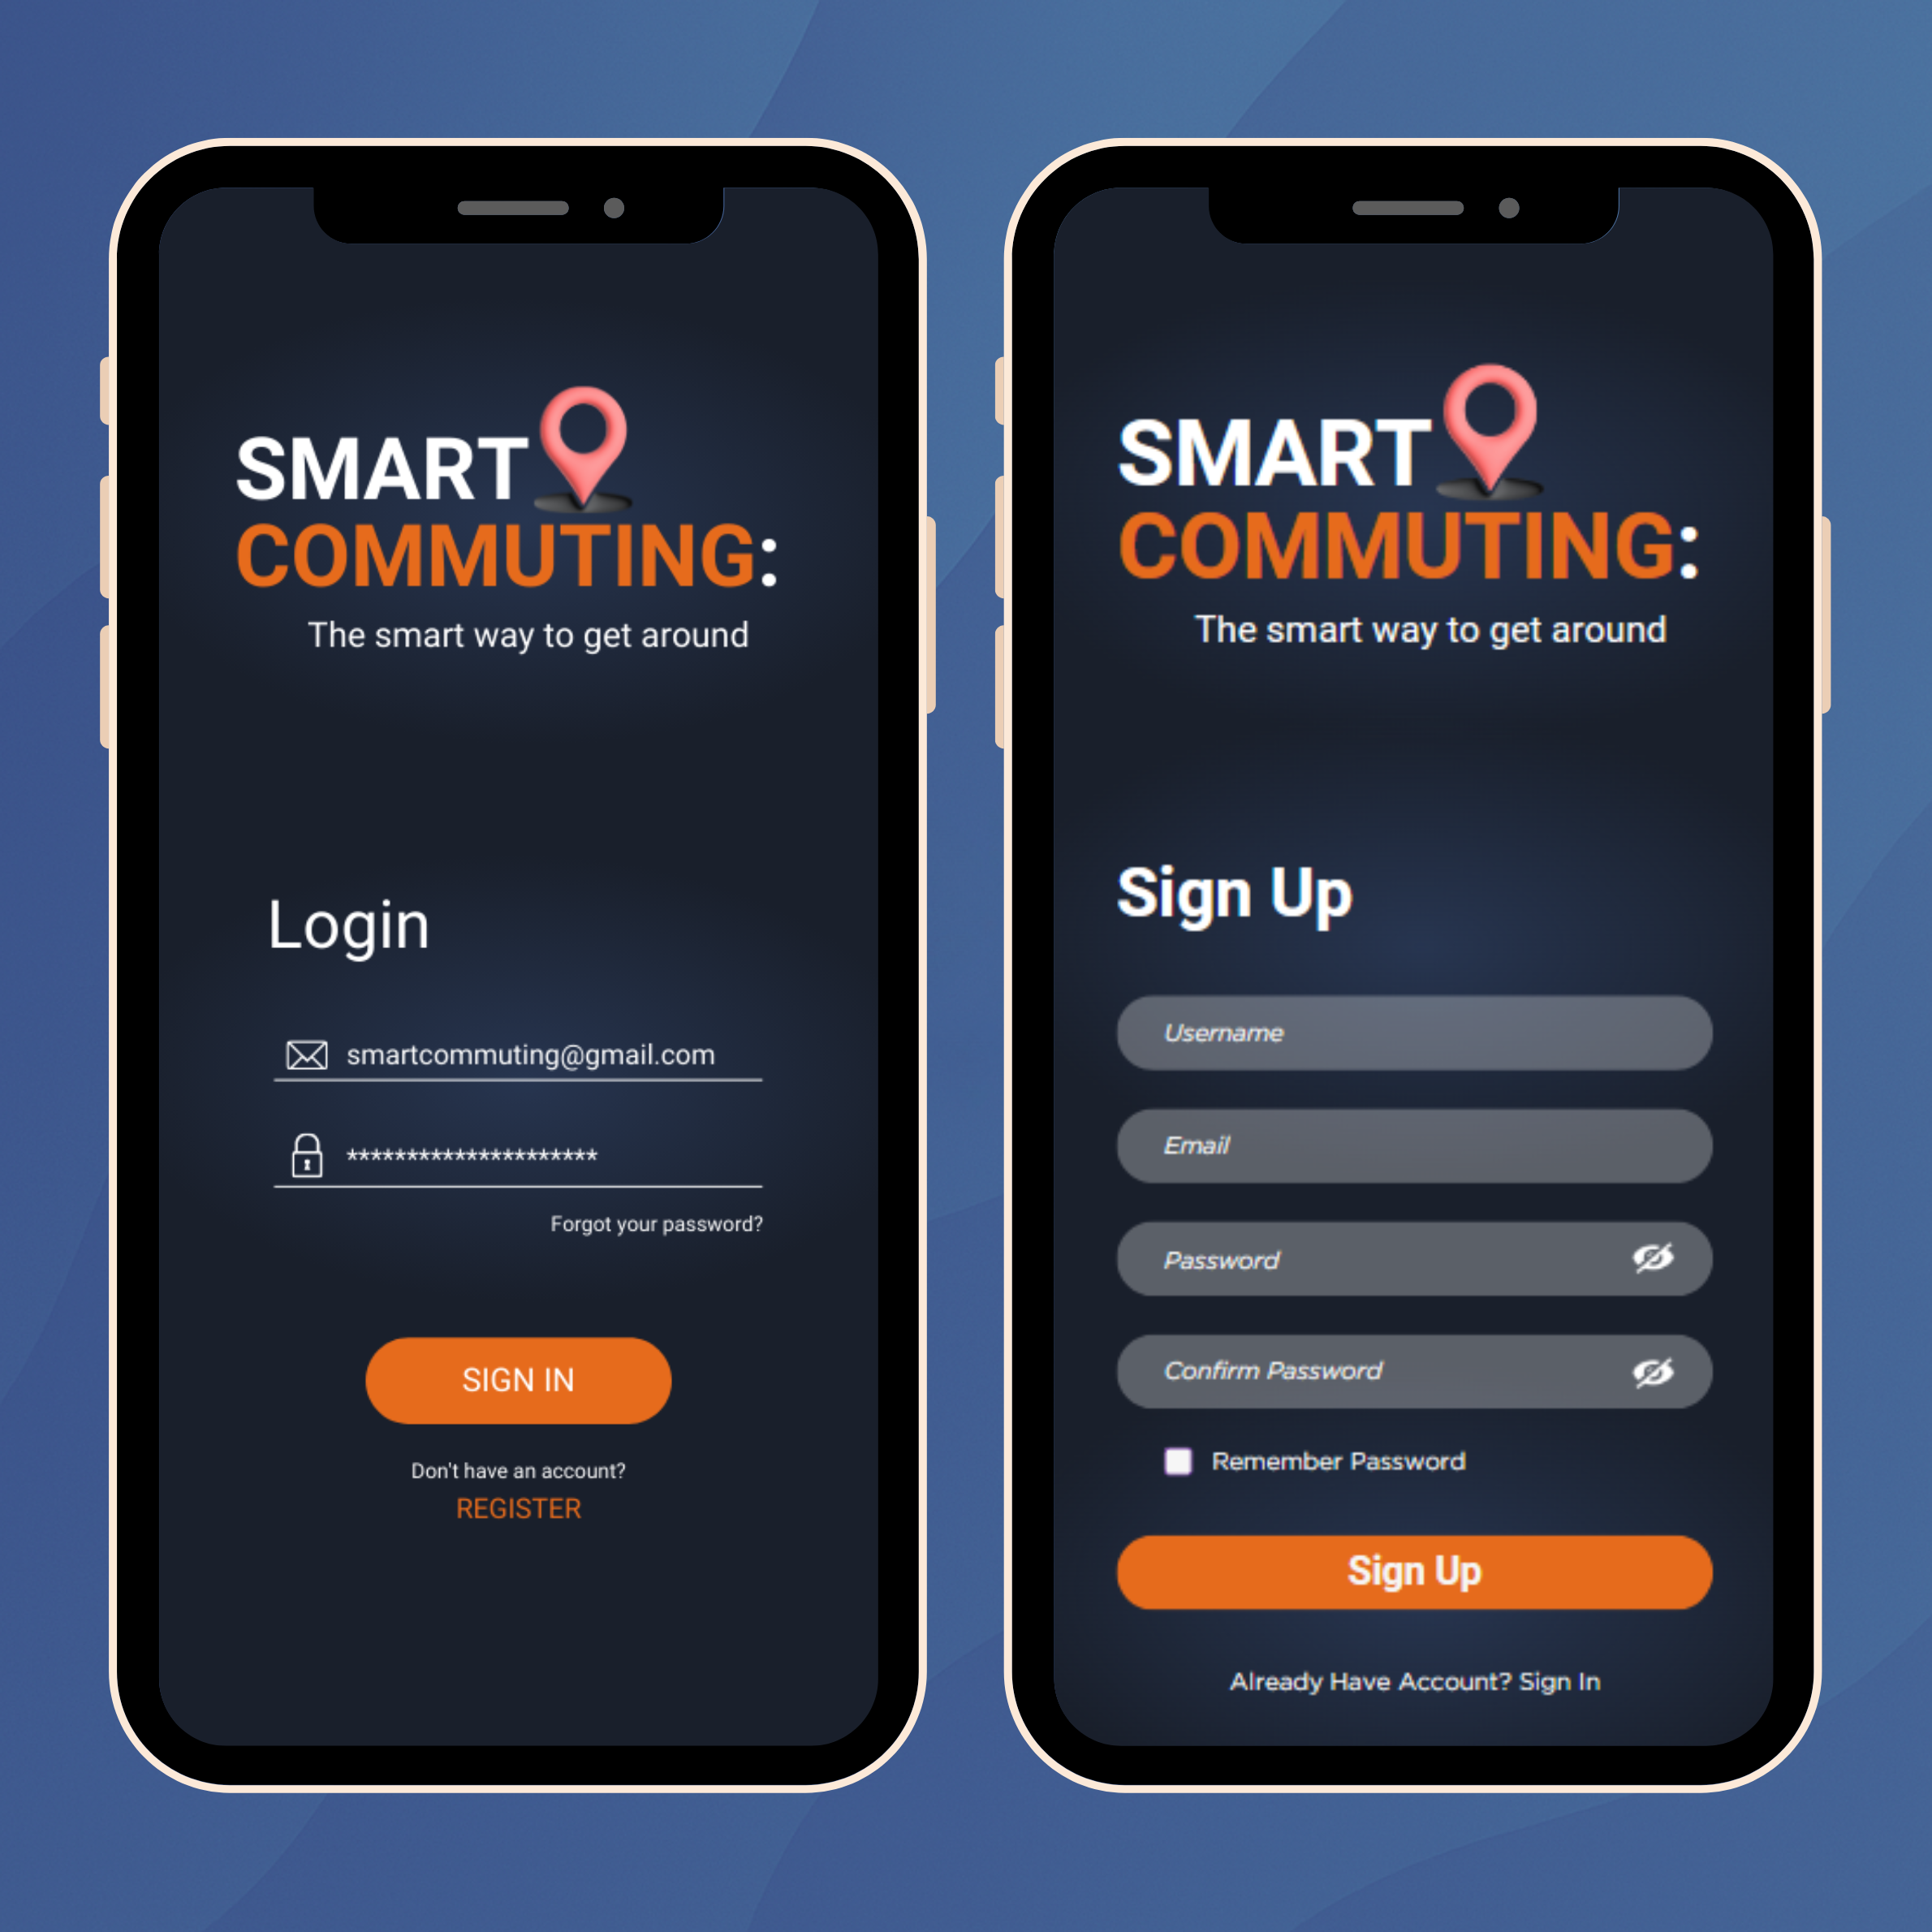 SMART
COMMUTING:
The smart way to get around
Login
smartcommuting@gmail.com
*********************
Forgot your password?
SIGN IN
Don't have an account?
REGISTER
SMART
COMMUTING:
The smart way to get around
Sign Up
Username
Email
Password
Confirm Password
Remember Password
Sign Up
Already Have Account? Sign In